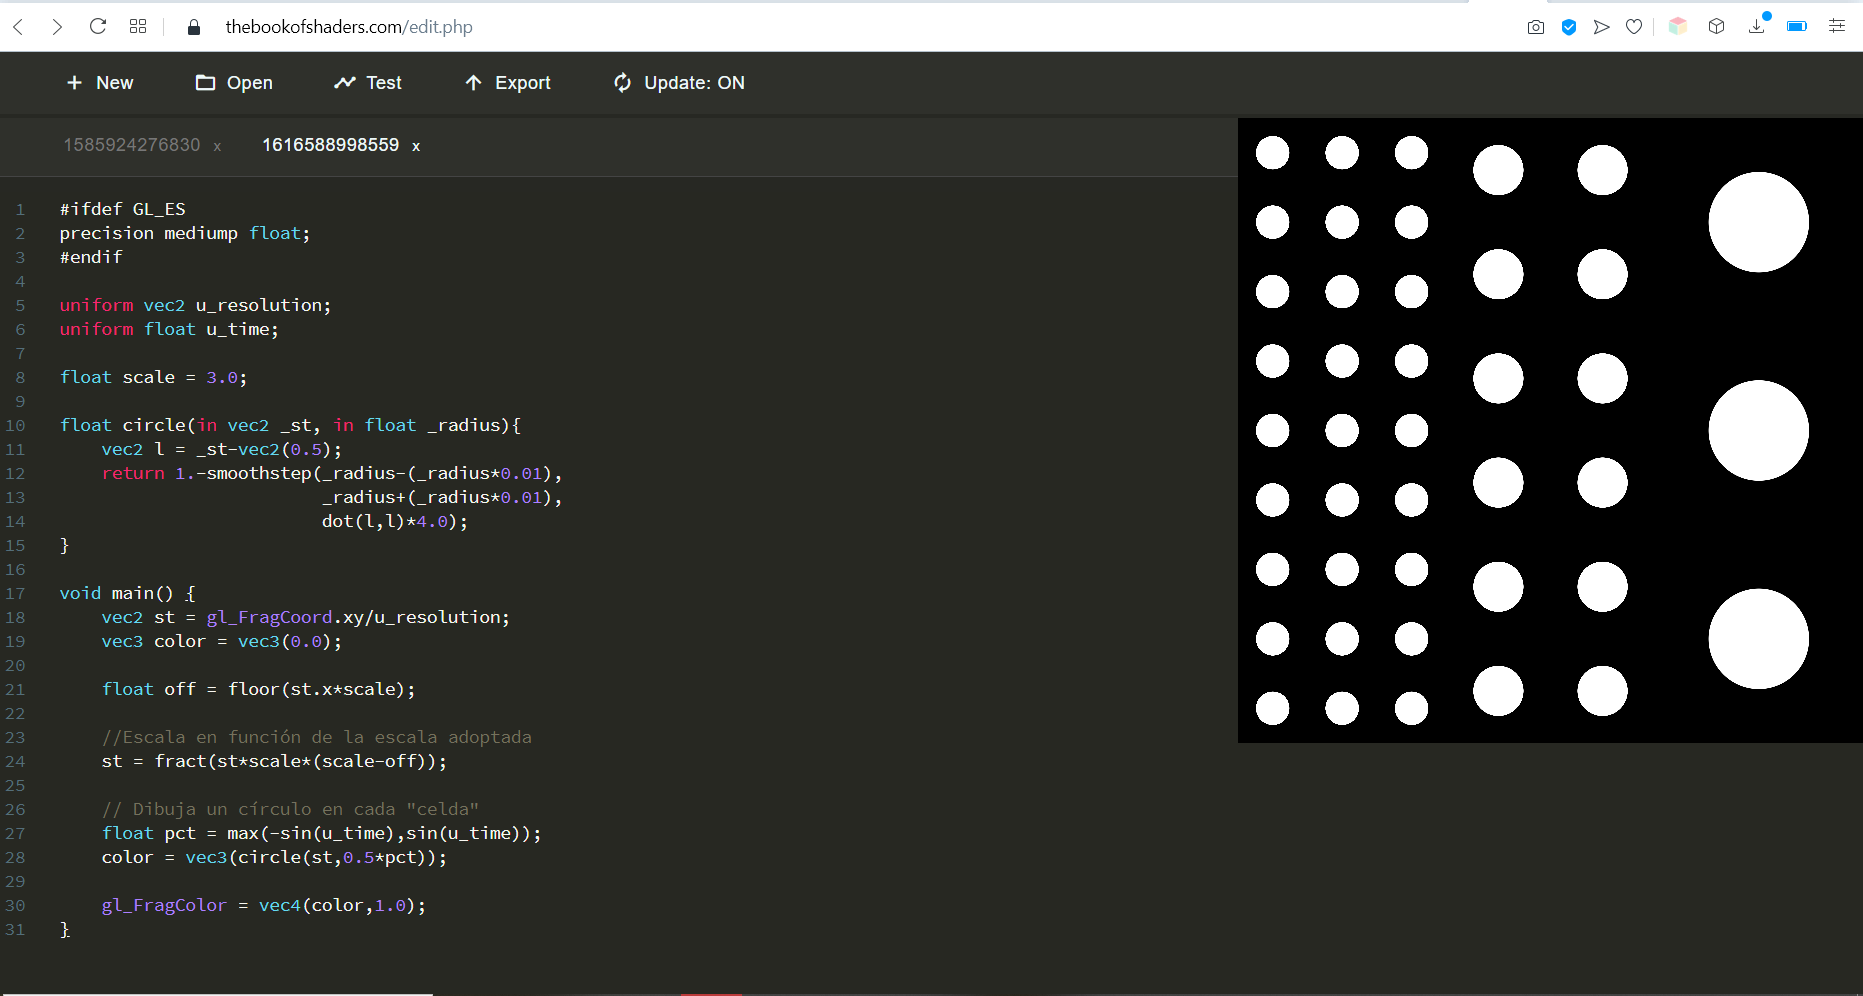 thebookofshaders.com/edit.php
New Open Test Export Update: ON
1585924276830 x 1616588998559 x
1 #ifdef GL_ES
2 precision mediump float;
3 #endif
4
5 uniform vec2 u_resolution;
6 uniform float u_time;
7
8 float scale = 3.0;
9
10 float circle(in vec2 _st, in float _radius){
11     vec2 l = _st-vec2(0.5);
12     return 1.-smoothstep(_radius-(_radius*0.01),
13                          _radius+(_radius*0.01),
14                          dot(l,l)*4.0);
15 }
16
17 void main() {
18     vec2 st = gl_FragCoord.xy/u_resolution;
19     vec3 color = vec3(0.0);
20
21     float off = floor(st.x*scale);
22
23     //Escala en función de la escala adoptada
24     st = fract(st*scale*(scale-off));
25
26     // Dibuja un círculo en cada "celda"
27     float pct = max(-sin(u_time),sin(u_time));
28     color = vec3(circle(st,0.5*pct));
29
30     gl_FragColor = vec4(color,1.0);
31 }